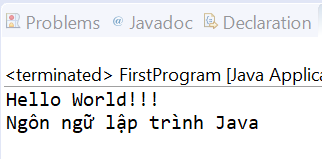 Problems @ Javadoc Declaration
<terminated> FirstProgram [Java Applica
Hello World!!!
Ngôn ngữ lập trình Java